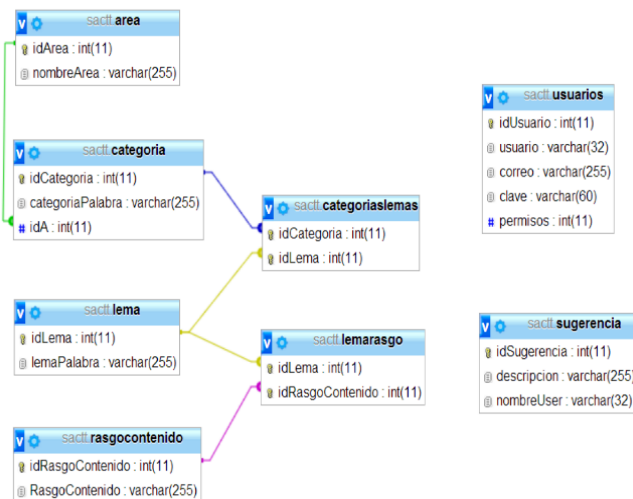 sactt.area
idArea : int(11)
nombreArea : varchar(255)
sactt.categoria
idCategoria : int(11)
categoriaPalabra : varchar(255)
# idA : int(11)
sactt.lema
idLema : int(11)
lemaPalabra : varchar(255)
sactt.rasgocontenido
idRasgoContenido : int(11)
RasgoContenido : varchar(255)
sactt.categoriaslemas
idCategoria : int(11)
idLema : int(11)
sactt.lemarasgo
idLema : int(11)
idRasgoContenido : int(11)
sactt.usuarios
idUsuario : int(11)
usuario : varchar(32)
correo : varchar(255)
clave : varchar(60)
# permisos : int(11)
sactt.sugerencia
idSugerencia : int(11)
descripcion : varchar(255)
nombreUser : varchar(32)